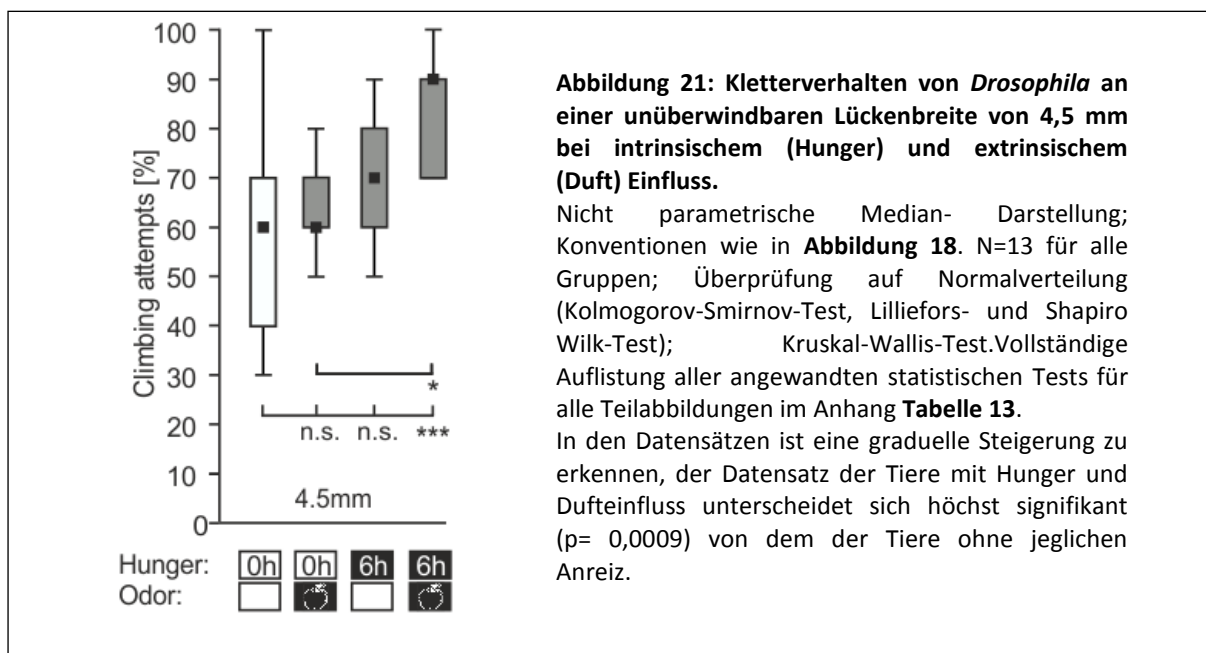 100
90
80
70
60
50
40
30
20
10
0
Climbing attempts [%]
*
n.s. n.s. ***
4.5mm
Hunger: 0h 0h 6h 6h
Odor:
Abbildung 21: Kletterverhalten von Drosophila an
einer unüberwindbaren Lückenbreite von 4,5 mm
bei intrinsischem (Hunger) und extrinsischem
(Duft) Einfluss.
Nicht parametrische Median- Darstellung;
Konventionen wie in Abbildung 18. N=13 für alle
Gruppen; Überprüfung auf Normalverteilung
(Kolmogorov-Smirnov-Test, Lilliefors- und Shapiro
Wilk-Test); Kruskal-Wallis-Test.Vollständige
Auflistung aller angewandten statistischen Tests für
alle Teilabbildungen im Anhang Tabelle 13.
In den Datensätzen ist eine graduelle Steigerung zu
erkennen, der Datensatz der Tiere mit Hunger und
Dufteinfluss unterscheidet sich höchst signifikant
(p= 0,0009) von dem der Tiere ohne jeglichen
Anreiz.